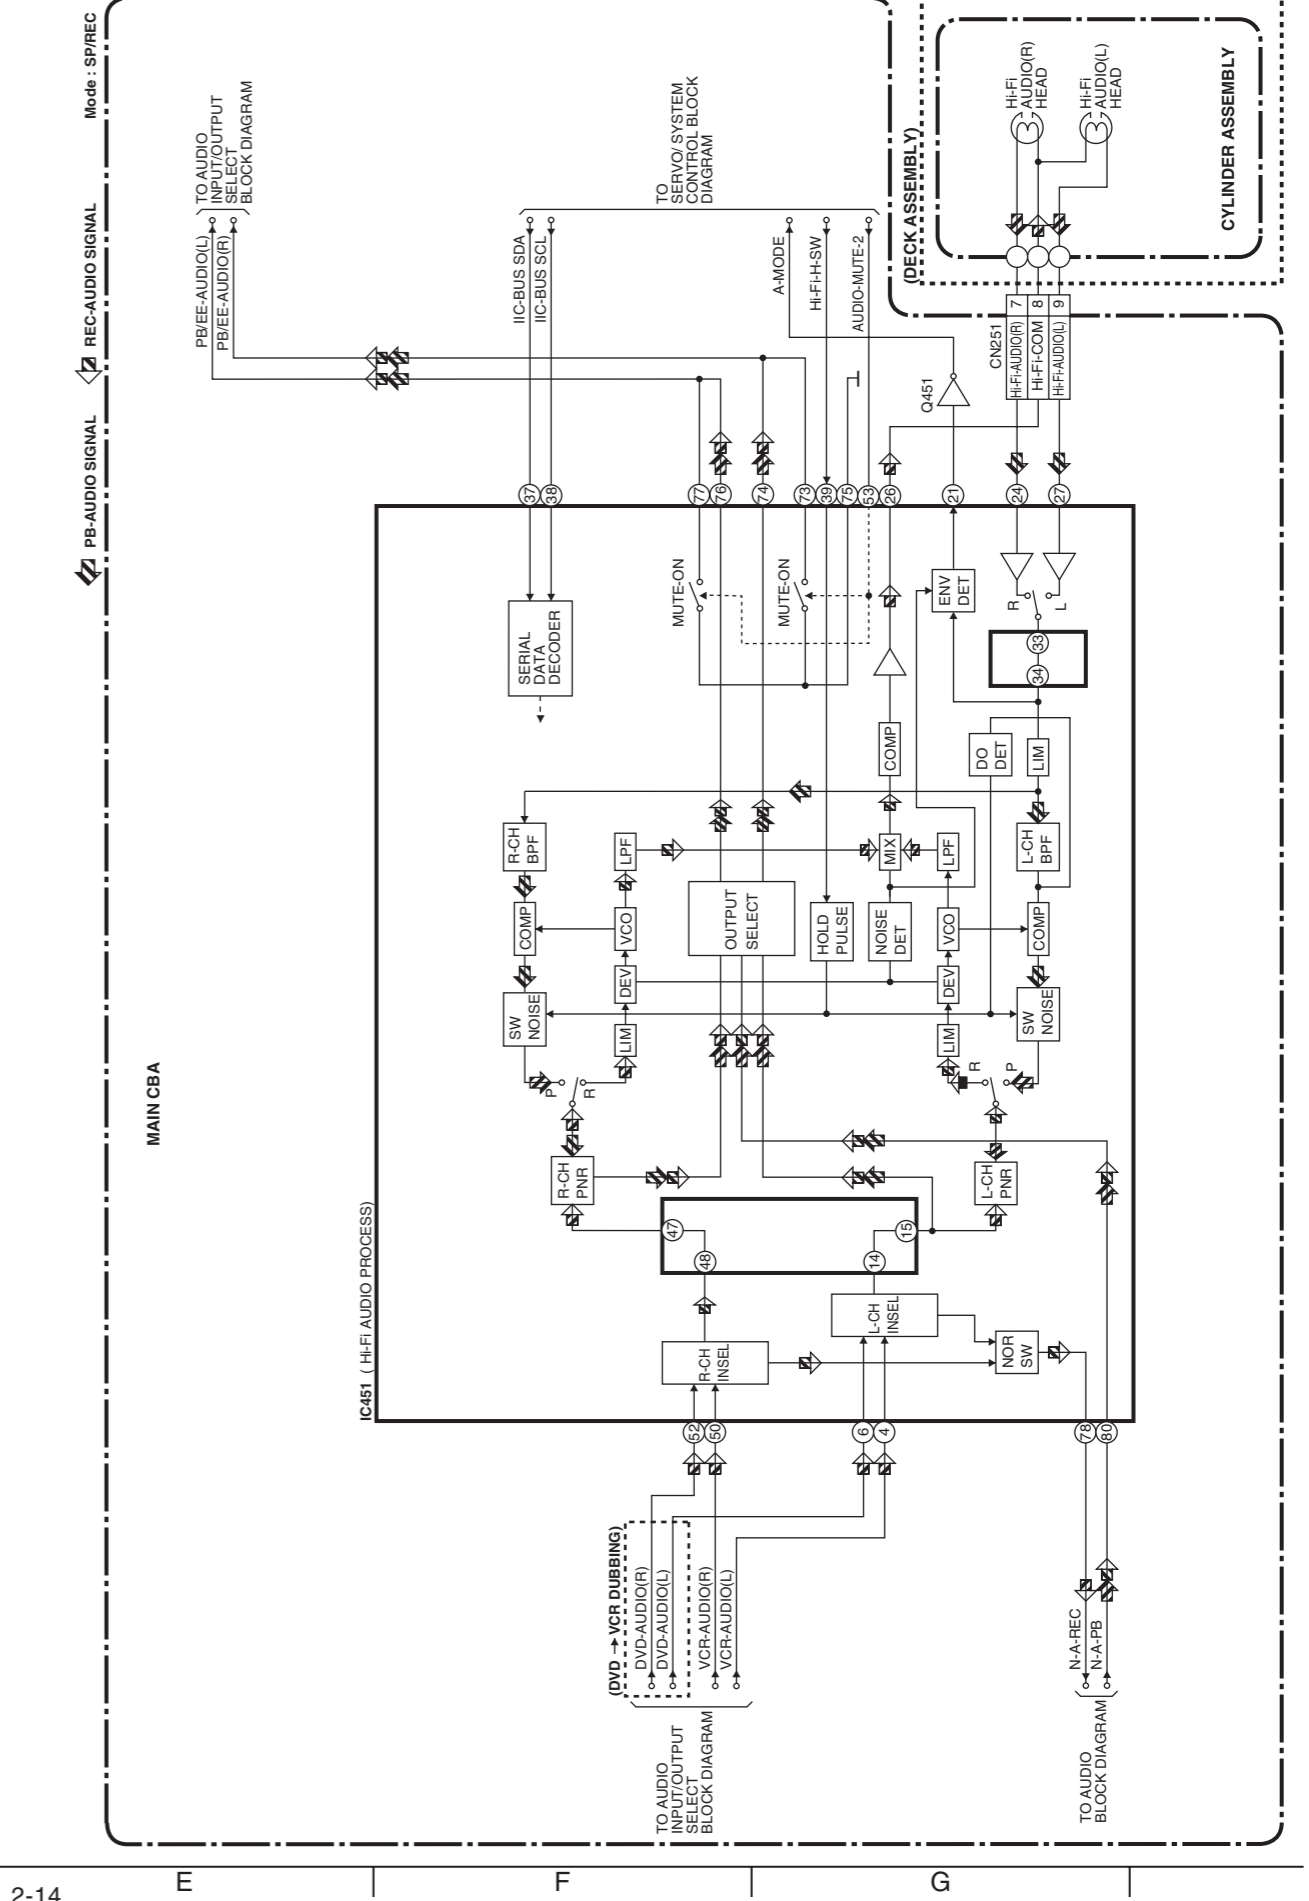 Mode : SP/REC
REC-AUDIO SIGNAL
PB-AUDIO SIGNAL
MAIN CBA
TO AUDIO
INPUT/OUTPUT
SELECT
BLOCK DIAGRAM
PB/EE-AUDIO(L)
PB/EE-AUDIO(R)
IIC-BUS SDA
IIC-BUS SCL
TO
SERVO/ SYSTEM
CONTROL BLOCK
DIAGRAM
A-MODE
Hi-Fi-H-SW
AUDIO-MUTE-2
(DECK ASSEMBLY)
CYLINDER ASSEMBLY
Hi-Fi
AUDIO(R)
HEAD
Hi-Fi
AUDIO(L)
HEAD
CN251
Hi-Fi-AUDIO(R) 7
Hi-Fi-COM 8
Hi-Fi-AUDIO(L) 9
Q451
37
38
77
76
74
73
39
75
53
26
21
24
27
SERIAL
DATA
DECODER
MUTE-ON
MUTE-ON
ENV
DET
R
L
33
34
COMP
DO
DET
LIM
R-CH
BPF
LPF
MIX
LPF
L-CH
BPF
COMP
VCO
OUTPUT
SELECT
HOLD
PULSE
NOISE
DET
VCO
COMP
SW
NOISE
DEV
DEV
SW
NOISE
LIM
LIM
P
R
R
P
R-CH
PNR
L-CH
PNR
47
48
14
15
R-CH
INSEL
L-CH
INSEL
NOR
SW
IC451 ( Hi-Fi AUDIO PROCESS)
52
50
6
4
78
80
(DVD → VCR DUBBING)
DVD-AUDIO(R)
DVD-AUDIO(L)
VCR-AUDIO(R)
VCR-AUDIO(L)
N-A-REC
N-A-PB
TO AUDIO
INPUT/OUTPUT
SELECT
BLOCK DIAGRAM
TO AUDIO
BLOCK DIAGRAM
E
F
G
2-14